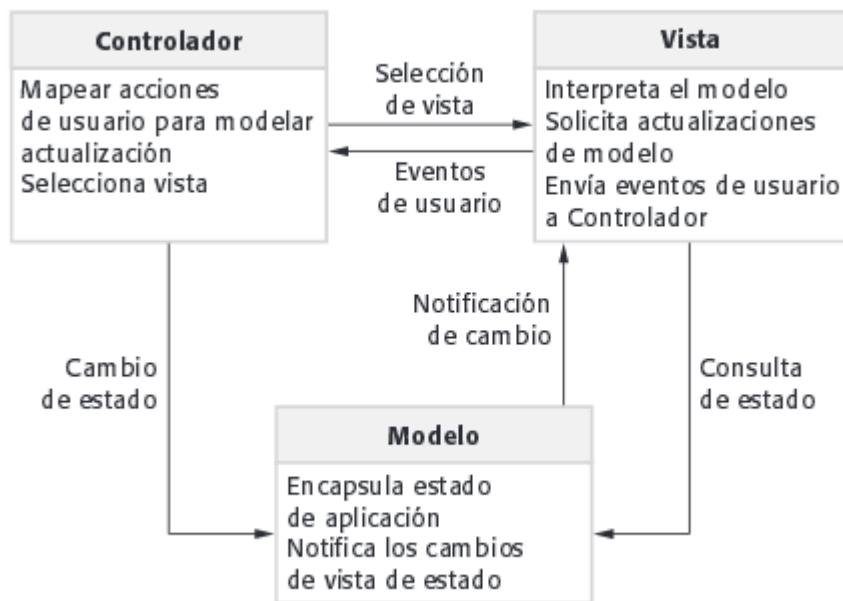 Controlador
Mapear acciones
de usuario para modelar
actualización
Selecciona vista
Selección
de vista
Eventos
de usuario
Vista
Interpreta el modelo
Solicita actualizaciones
de modelo
Envía eventos de usuario
a Controlador
Cambio
de estado
Notificación
de cambio
Consulta
de estado
Modelo
Encapsula estado
de aplicación
Notifica los cambios
de vista de estado